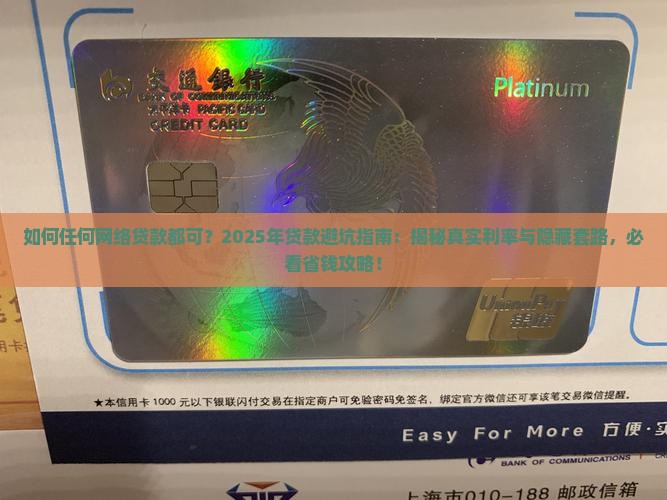 交通銀行
BANK OF COMMUNICATIONS
太平洋卡 PACIFIC CARD
CREDIT CARD
Platinum
如何任何网络贷款都可？2025年贷款避坑指南：揭秘真实利率与隐藏套路，必
看省钱攻略！
UnionPay
银联
用卡
★本信用卡1000元以下银联闪付交易在指定商户可免验密码免签名，绑定官方微信还可享该笔交易微信提醒。
Easy For More 方便·实
BANK OF COMMUNICATIONS
上海市010-188 邮政信箱